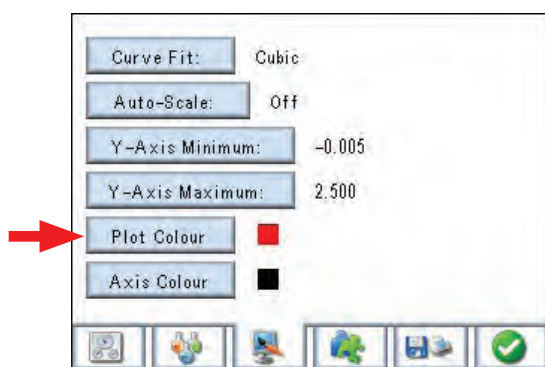 Curve Fit: Cubic
Auto-Scale: Off
Y-Axis Minimum: -0.005
Y-Axis Maximum: 2.500
Plot Colour
Axis Colour